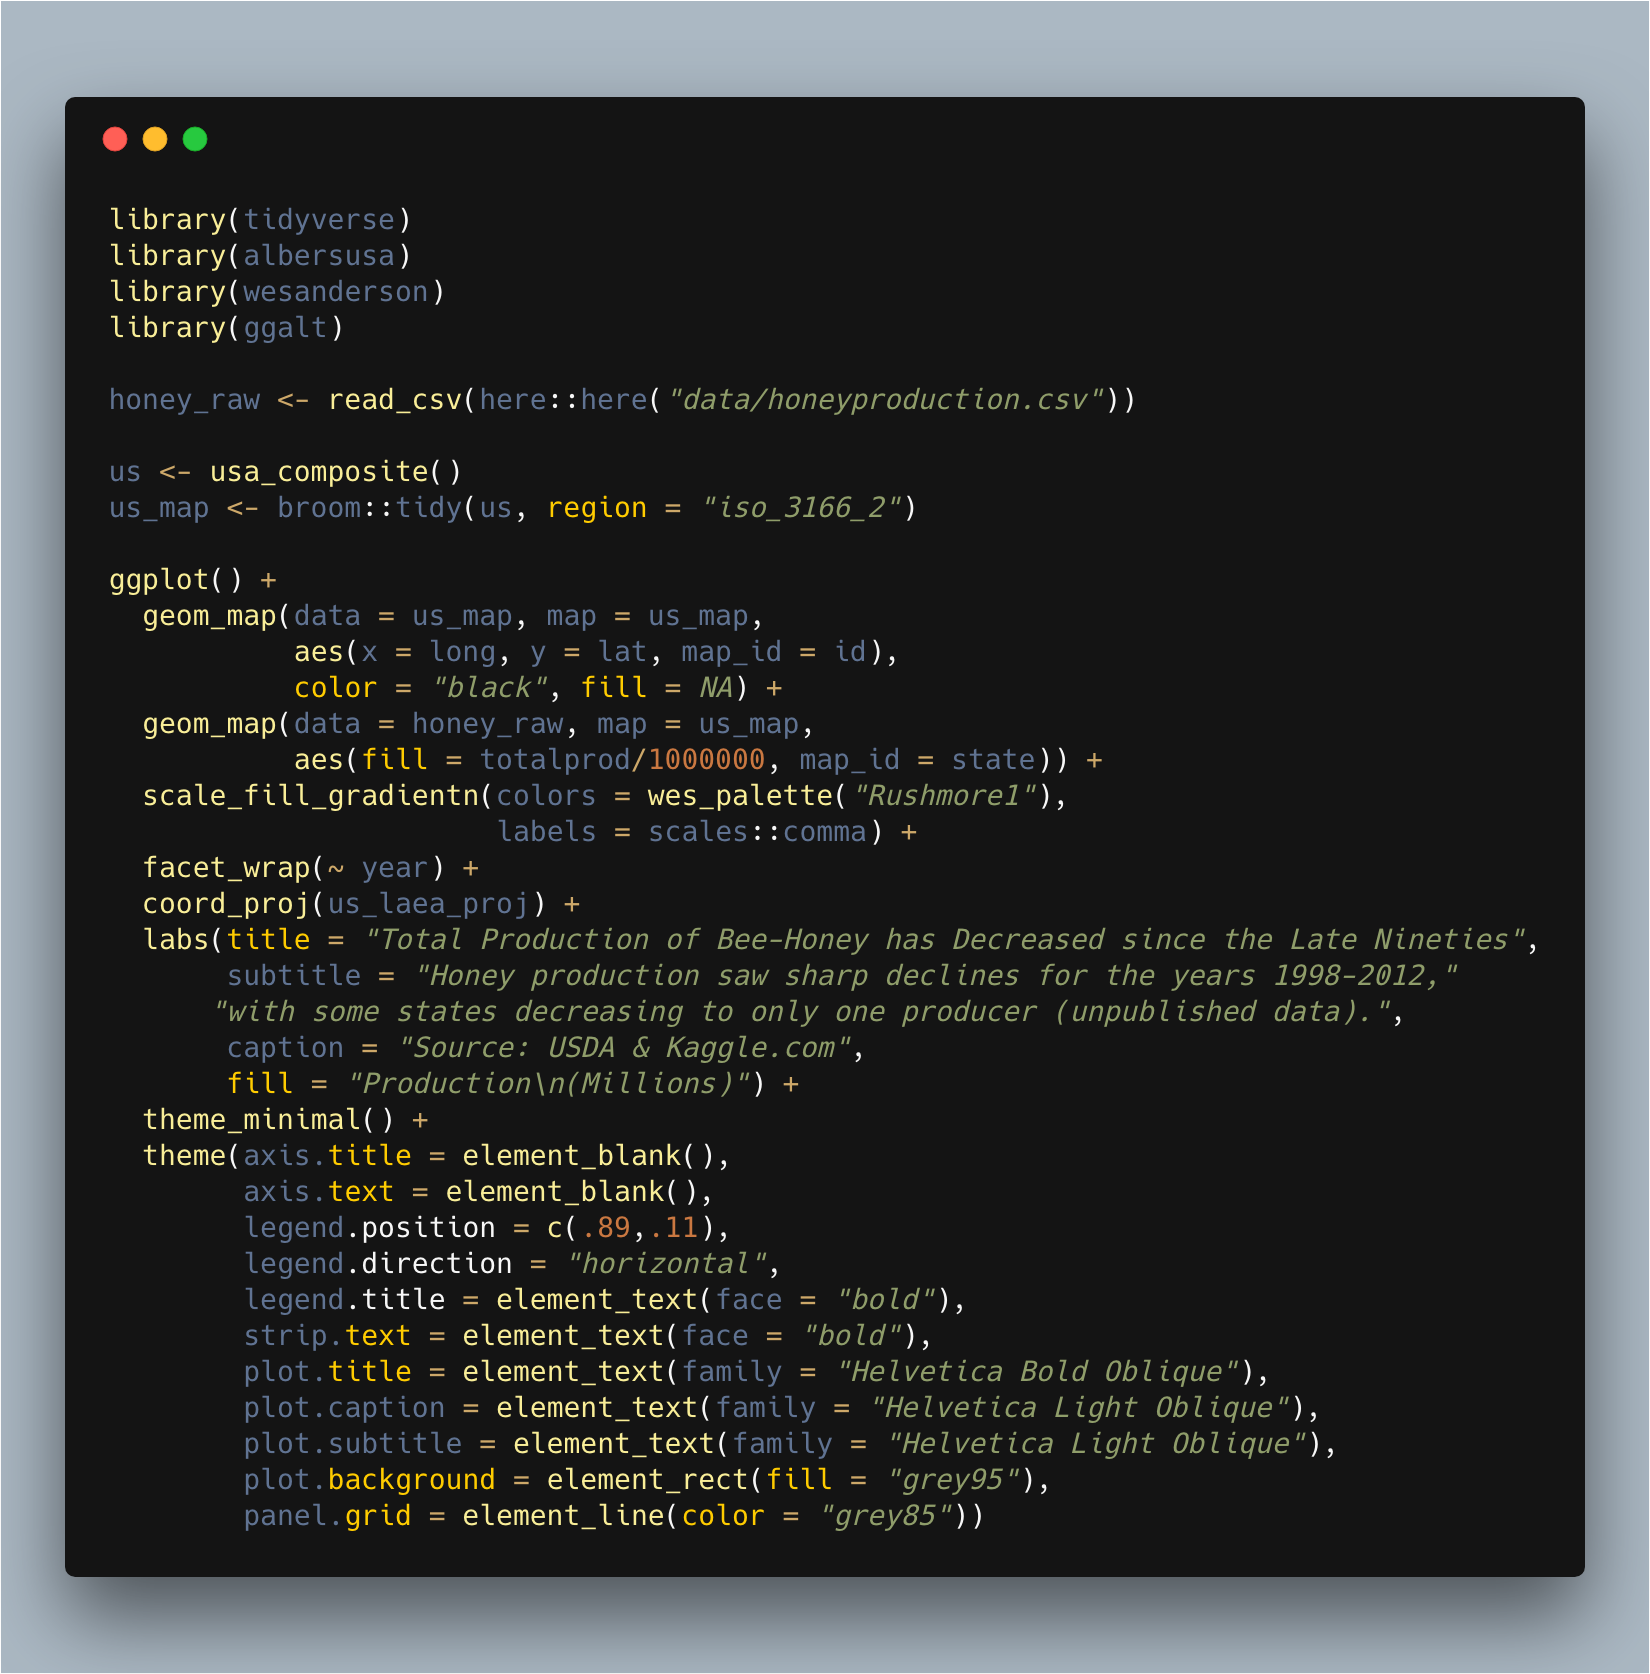 library(tidyverse)
library(albersusa)
library(wesanderson)
library(ggalt)

honey_raw <- read_csv(here::here("data/honeyproduction.csv"))

us <- usa_composite()
us_map <- broom::tidy(us, region = "iso_3166_2")

ggplot() +
  geom_map(data = us_map, map = us_map,
           aes(x = long, y = lat, map_id = id),
           color = "black", fill = NA) +
  geom_map(data = honey_raw, map = us_map,
           aes(fill = totalprod/1000000, map_id = state)) +
  scale_fill_gradientn(colors = wes_palette("Rushmore1"),
                       labels = scales::comma) +
  facet_wrap(~ year) +
  coord_proj(us_laea_proj) +
  labs(title = "Total Production of Bee-Honey has Decreased since the Late Nineties",
       subtitle = "Honey production saw sharp declines for the years 1998-2012,"
      "with some states decreasing to only one producer (unpublished data).",
       caption = "Source: USDA & Kaggle.com",
       fill = "Production\n(Millions)") +
  theme_minimal() +
  theme(axis.title = element_blank(),
        axis.text = element_blank(),
        legend.position = c(.89,.11),
        legend.direction = "horizontal",
        legend.title = element_text(face = "bold"),
        strip.text = element_text(face = "bold"),
        plot.title = element_text(family = "Helvetica Bold Oblique"),
        plot.caption = element_text(family = "Helvetica Light Oblique"),
        plot.subtitle = element_text(family = "Helvetica Light Oblique"),
        plot.background = element_rect(fill = "grey95"),
        panel.grid = element_line(color = "grey85"))